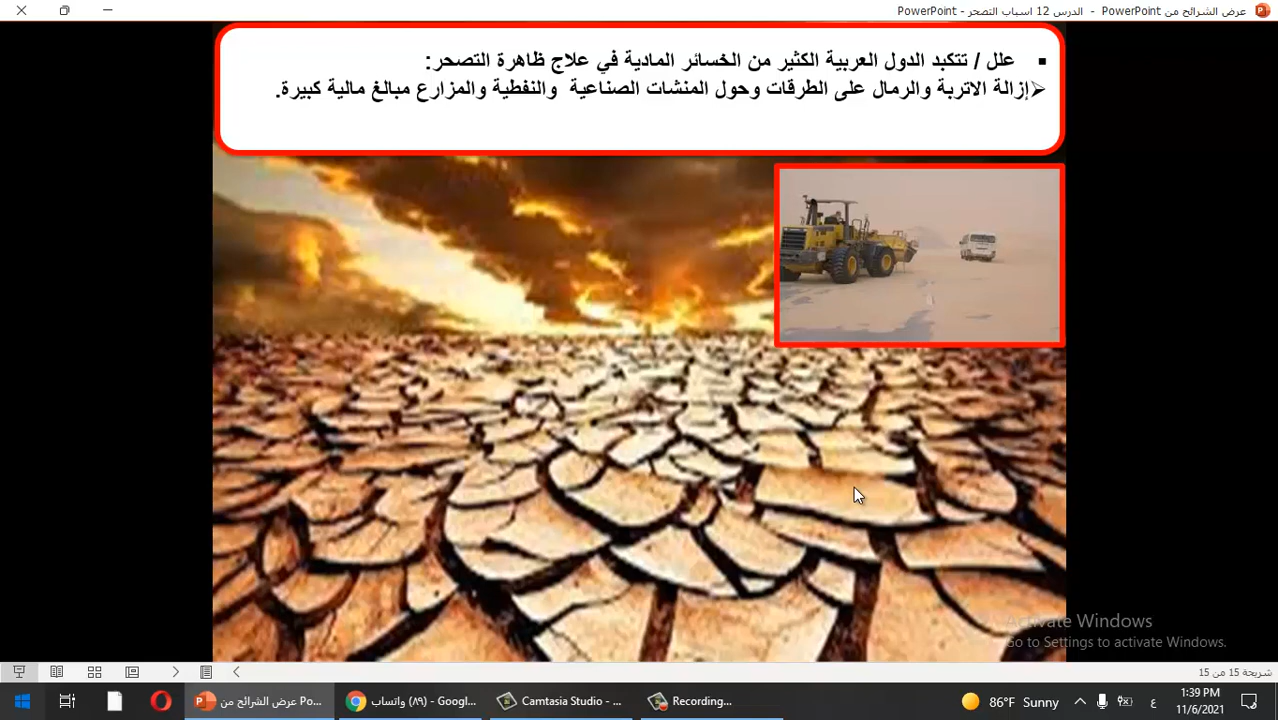 عرض الشرائح من PowerPoint - الدرس 12 اسباب التصحر - PowerPoint
علل / تتكبد الدول العربية الكثير من الخسائر المادية في علاج ظاهرة التصحر:
إزالة الاتربة والرمال على الطرقات وحول المنشات الصناعية والنفطية والمزارع مبالغ مالية كبيرة.
Activate Windows
Go to Settings to activate Windows.
شريحة 15 من 15
عرض الشرائح من Po...
(٨٩) واتساب - Googl...
Camtasia Studio - ...
Recording...
86°F Sunny
ع
1:39 PM
11/6/2021